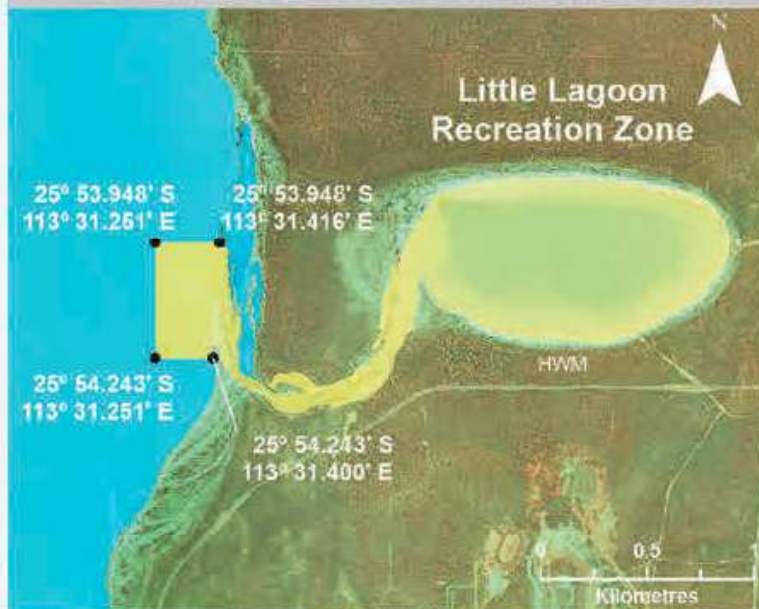 N
Little Lagoon
Recreation Zone
25° 53.948' S
113° 31.251' E
25° 53.948' S
113° 31.416' E
HWM
25° 54.243' S
113° 31.251' E
25° 54.243' S
113° 31.400' E
0 0.5 1
Kilometres